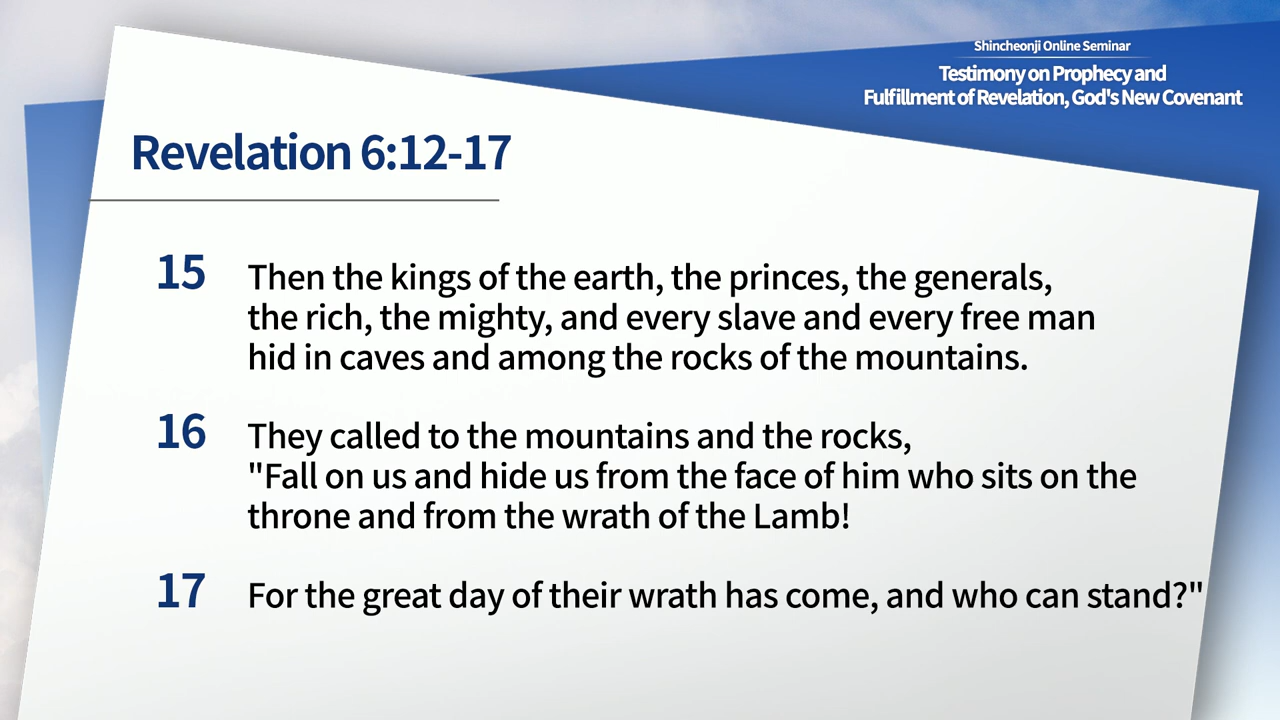 Shincheonji Online Seminar
Testimony on Prophecy and
Fulfillment of Revelation, God's New Covenant
Revelation 6:12-17
15 Then the kings of the earth, the princes, the generals,
the rich, the mighty, and every slave and every free man
hid in caves and among the rocks of the mountains.
16 They called to the mountains and the rocks,
"Fall on us and hide us from the face of him who sits on the
throne and from the wrath of the Lamb!
17 For the great day of their wrath has come, and who can stand?"